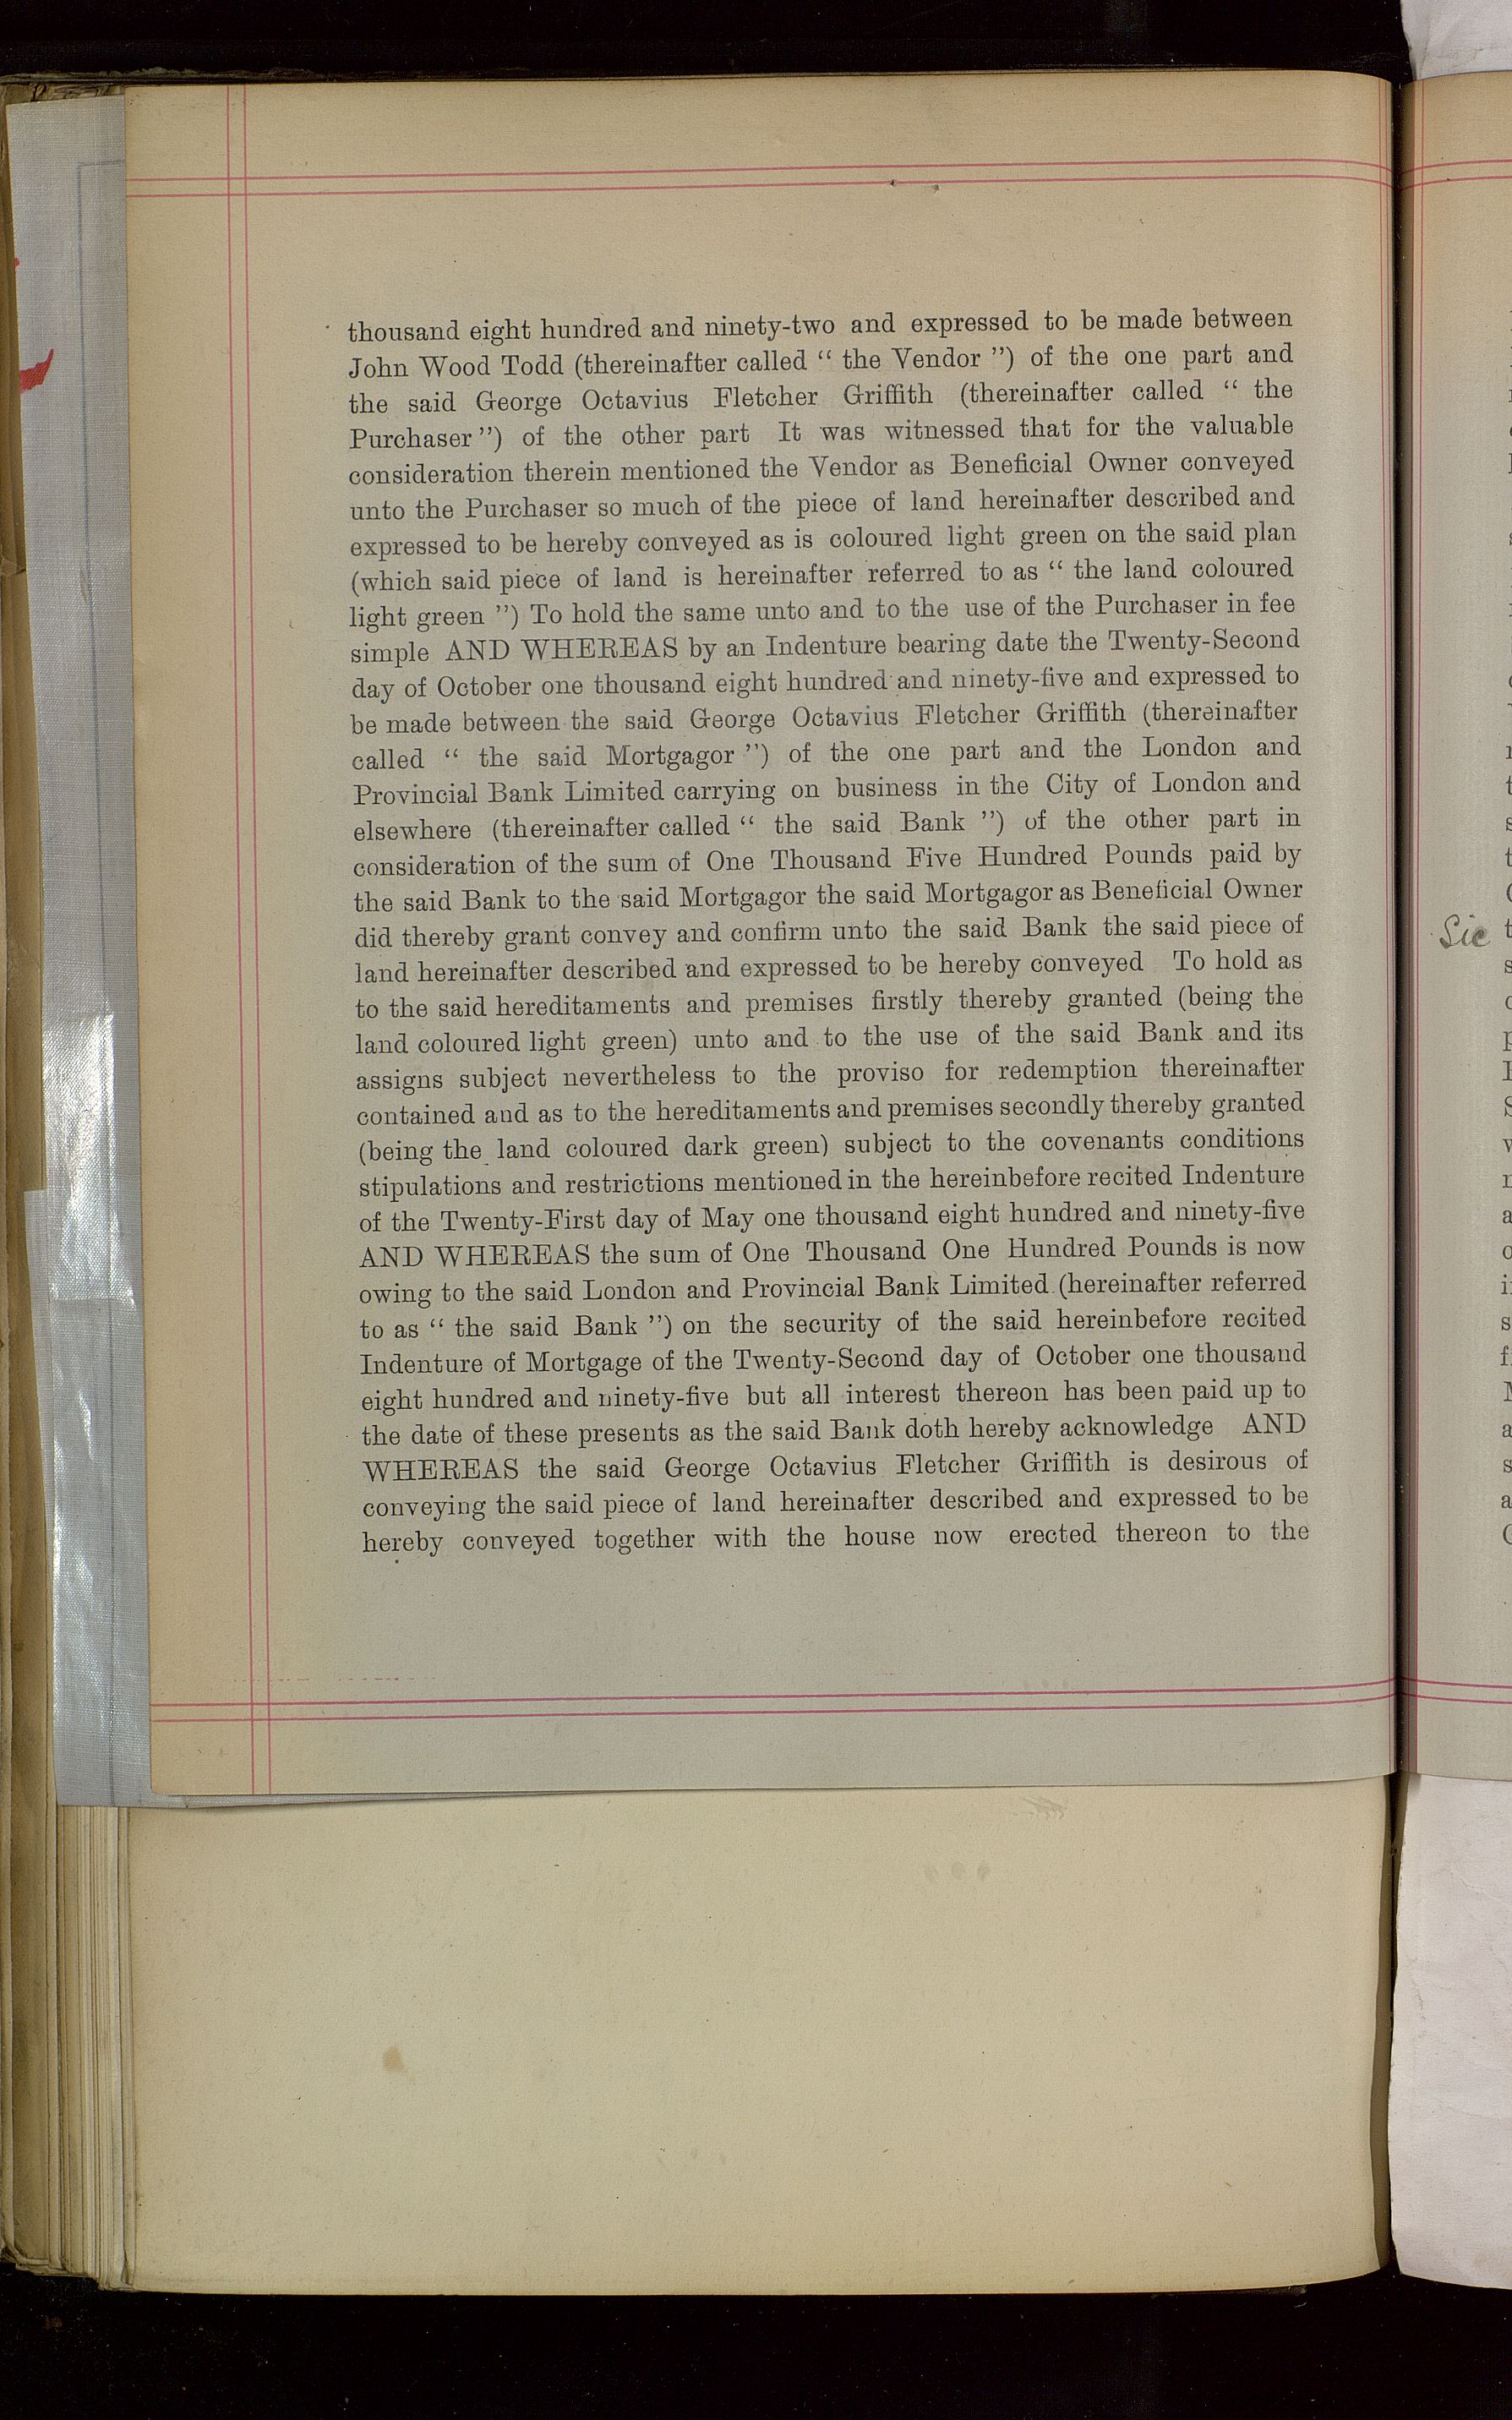 thousand eight hundred and ninety-two and expressed to be made between
John Wood Todd (thereinafter called “ the Vendor ”) of the one part and
the said George Octavius Fletcher Griffith (thereinafter called “ the
Purchaser”) of the other part It was witnessed that for the valuable
consideration therein mentioned the Vendor as Beneficial Owner conveyed
unto the Purchaser so much of the piece of land hereinafter described and
expressed to be hereby conveyed as is coloured light green on the said plan
(which said piece of land is hereinafter referred to as “ the land coloured
light green ”) To hold the same unto and to the use of the Purchaser in fee
simple AND WHEREAS by an Indenture bearing date the Twenty-Second
day of October one thousand eight hundred and ninety-five and expressed to
be made between the said George Octavius Fletcher Griffith (thereinafter
called “ the said Mortgagor ”) of the one part and the London and
Provincial Bank Limited carrying on business in the City of London and
elsewhere (thereinafter called “ the said Bank ”) of the other part in
consideration of the sum of One Thousand Five Hundred Pounds paid by
the said Bank to the said Mortgagor the said Mortgagor as Beneficial Owner
did thereby grant convey and confirm unto the said Bank the said piece of
land hereinafter described and expressed to be hereby conveyed To hold as
to the said hereditaments and premises firstly thereby granted (being the
land coloured light green) unto and to the use of the said Bank and its
assigns subject nevertheless to the proviso for redemption thereinafter
contained and as to the hereditaments and premises secondly thereby granted
(being the land coloured dark green) subject to the covenants conditions
stipulations and restrictions mentioned in the hereinbefore recited Indenture
of the Twenty-First day of May one thousand eight hundred and ninety-five
AND WHEREAS the sum of One Thousand One Hundred Pounds is now
owing to the said London and Provincial Bank Limited (hereinafter referred
to as “ the said Bank ”) on the security of the said hereinbefore recited
Indenture of Mortgage of the Twenty-Second day of October one thousand
eight hundred and ninety-five but all interest thereon has been paid up to
the date of these presents as the said Bank doth hereby acknowledge AND
WHEREAS the said George Octavius Fletcher Griffith is desirous of
conveying the said piece of land hereinafter described and expressed to be
hereby conveyed together with the house now erected thereon to the
Sic